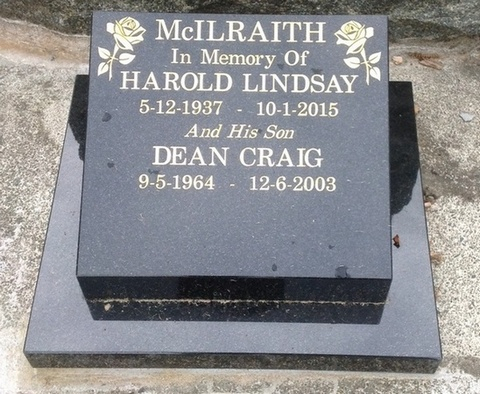 McILRAITH
In Memory Of
HAROLD LINDSAY
5-12-1937 - 10-1-2015
And His Son
DEAN CRAIG
9-5-1964 - 12-6-2003